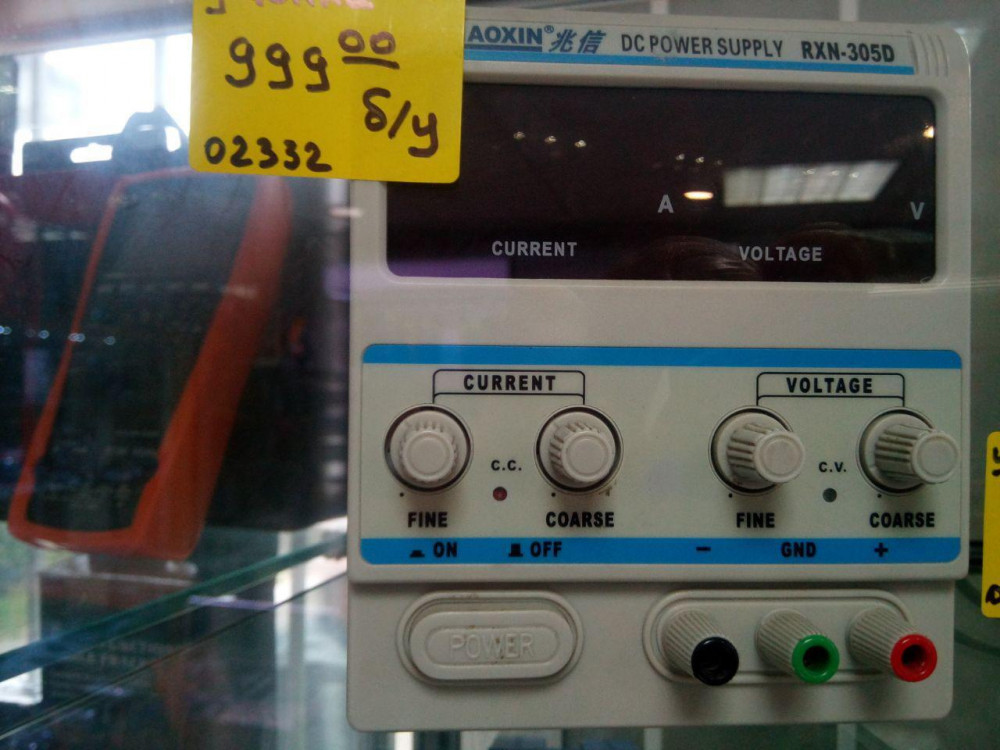 999 00
б/у
02332
AOXIN® 兆信 DC POWER SUPPLY RXN-305D
A V
CURRENT VOLTAGE
CURRENT VOLTAGE
C.C. C.V.
FINE COARSE FINE COARSE
ON OFF - GND +
POWER